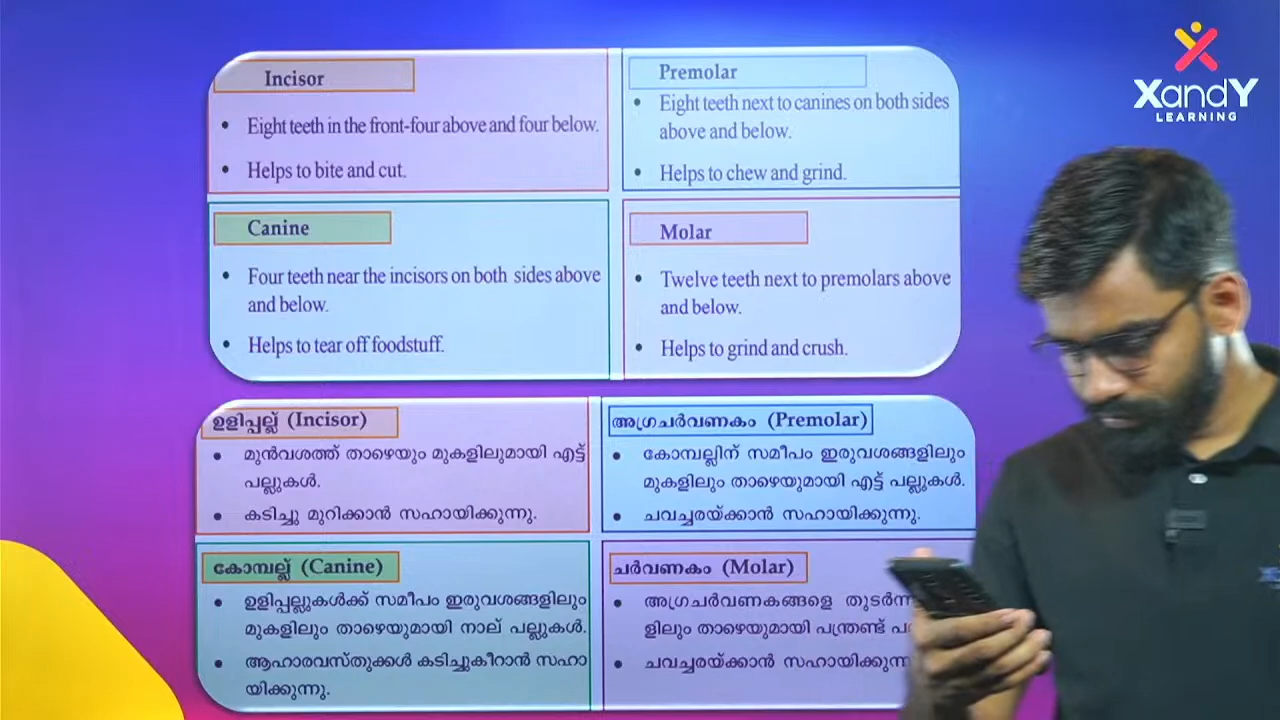 Incisor
• Eight teeth in the front-four above and four below.
• Helps to bite and cut.
Premolar
• Eight teeth next to canines on both sides
above and below.
• Helps to chew and grind.
Canine
• Four teeth near the incisors on both sides above
and below.
• Helps to tear off foodstuff.
Molar
• Twelve teeth next to premolars above
and below.
• Helps to grind and crush.
ഉളിപ്പല്ല് (Incisor)
• മുൻവശത്ത് താഴെയും മുകളിലുമായി എട്ട്
പല്ലുകൾ.
• കടിച്ചു മുറിക്കാൻ സഹായിക്കുന്നു.
അഗ്രചർവണകം (Premolar)
• കോമ്പല്ലിന് സമീപം ഇരുവശങ്ങളിലും
മുകളിലും താഴെയുമായി എട്ട് പല്ലുകൾ.
• ചവച്ചരയ്ക്കാൻ സഹായിക്കുന്നു.
കോമ്പല്ല് (Canine)
• ഉളിപ്പല്ലുകൾക്ക് സമീപം ഇരുവശങ്ങളിലും
മുകളിലും താഴെയുമായി നാല് പല്ലുകൾ.
• ആഹാരവസ്തുക്കൾ കടിച്ചുകീറാൻ സഹാ
യിക്കുന്നു.
ചർവണകം (Molar)
• അഗ്രചർവണകങ്ങളെ
ളിലും താഴെയുമായി പന്ത്രണ്ട്
• ചവച്ചരയ്ക്കാൻ
XandY
LEARNING